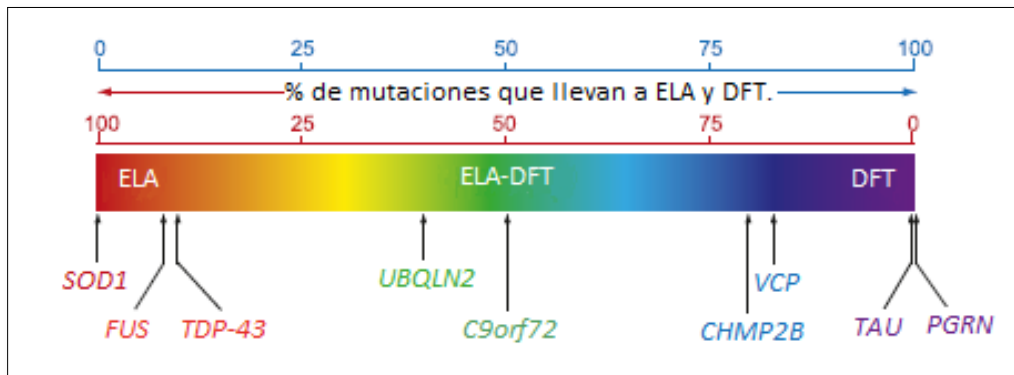 0 25 50 75 100
% de mutaciones que llevan a ELA y DFT.
100 25 50 75 0
ELA ELA-DFT DFT
SOD1 UBQLN2 VCP
FUS TDP-43 C9orf72 CHMP2B TAU PGRN